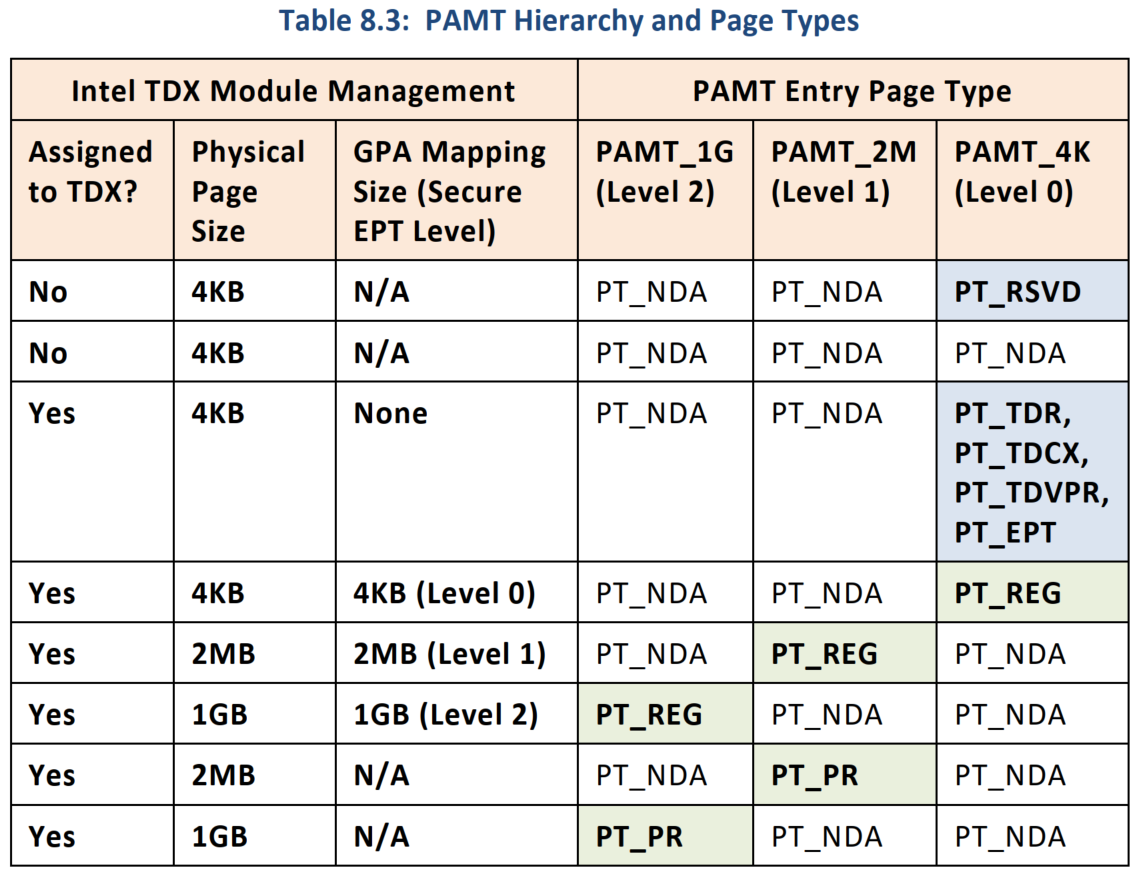 Table 8.3: PAMT Hierarchy and Page Types
Intel TDX Module Management
PAMT Entry Page Type
Assigned
to TDX?
Physical
Page
Size
GPA Mapping
Size (Secure
EPT Level)
PAMT_1G
(Level 2)
PAMT_2M
(Level 1)
PAMT_4K
(Level 0)
No
4KB
N/A
PT_NDA
PT_NDA
PT_RSVD
No
4KB
N/A
PT_NDA
PT_NDA
PT_NDA
Yes
4KB
None
PT_NDA
PT_NDA
PT_TDR,
PT_TDCX,
PT_TDVPR,
PT_EPT
Yes
4KB
4KB (Level 0)
PT_NDA
PT_NDA
PT_REG
Yes
2MB
2MB (Level 1)
PT_NDA
PT_REG
PT_NDA
Yes
1GB
1GB (Level 2)
PT_REG
PT_NDA
PT_NDA
Yes
2MB
N/A
PT_NDA
PT_PR
PT_NDA
Yes
1GB
N/A
PT_PR
PT_NDA
PT_NDA